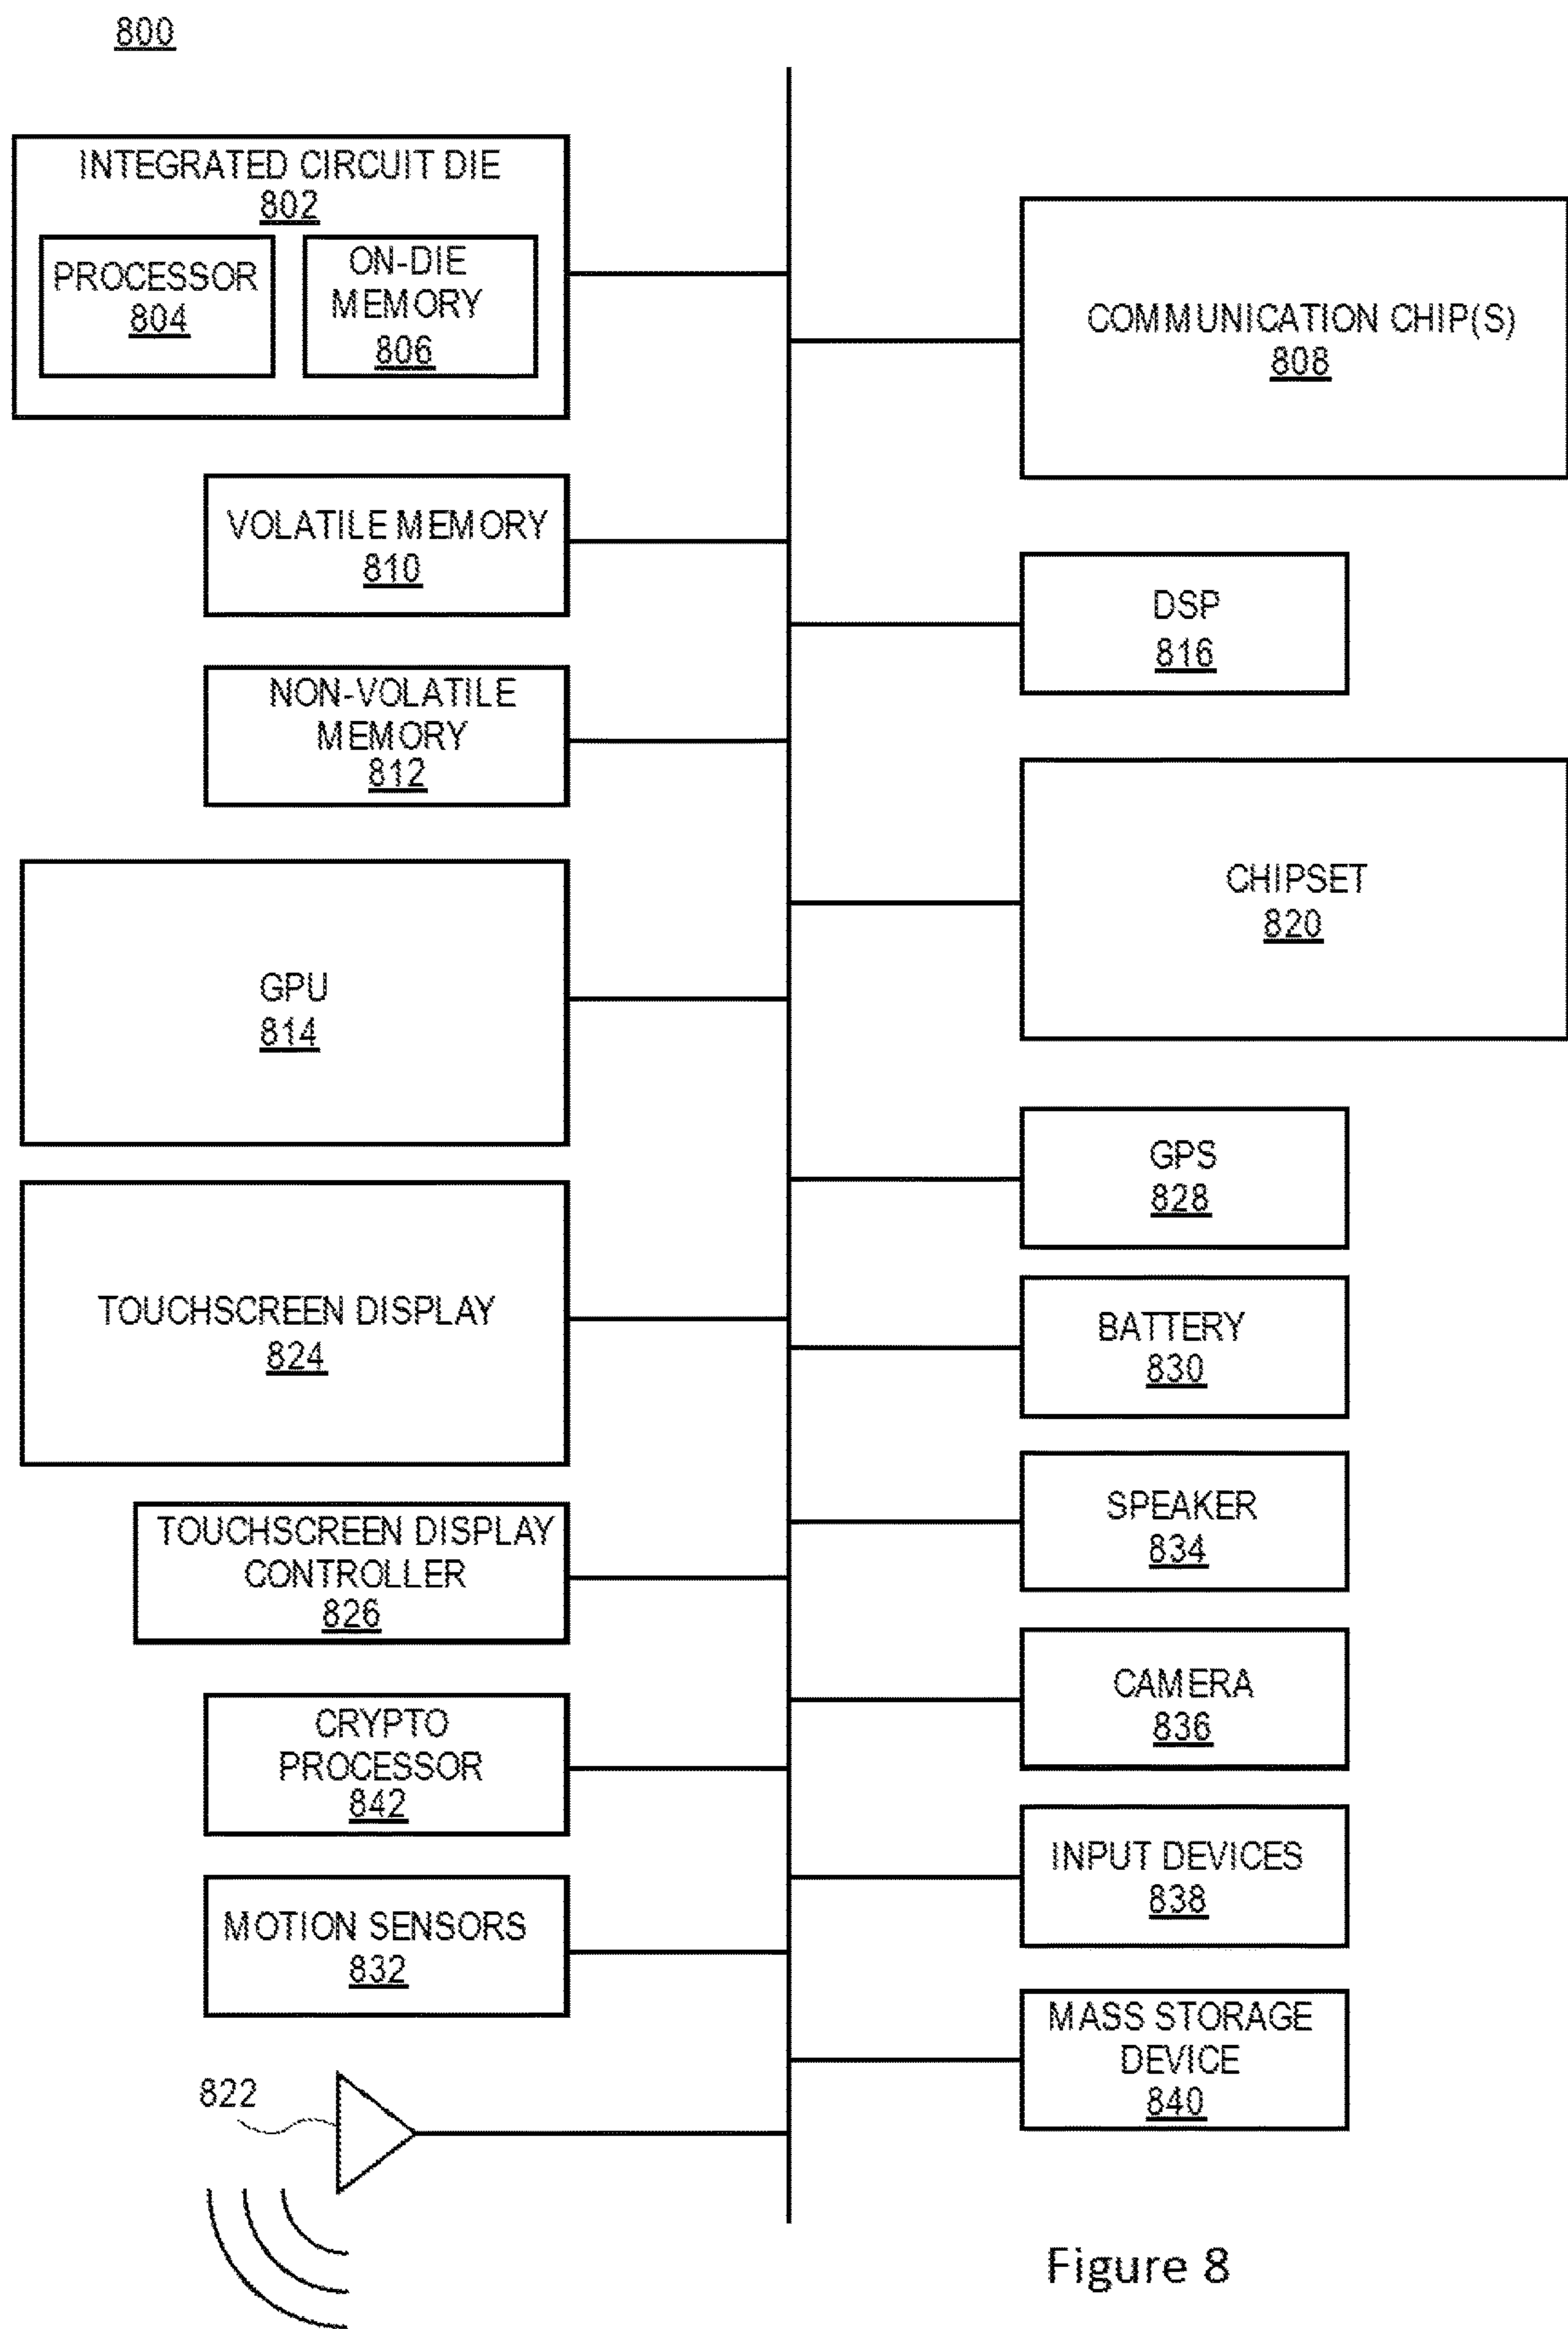 800
INTEGRATED CIRCUIT DIE
802
PROCESSOR
804
ON-DIE
MEMORY
806
COMMUNICATION CHIP(S)
808
VOLATILE MEMORY
810
DSP
816
NON-VOLATILE
MEMORY
812
CHIPSET
820
GPU
814
GPS
828
TOUCHSCREEN DISPLAY
824
BATTERY
830
SPEAKER
834
TOUCHSCREEN DISPLAY
CONTROLLER
826
CAMERA
836
CRYPTO
PROCESSOR
842
INPUT DEVICES
838
MOTION SENSORS
832
MASS STORAGE
DEVICE
840
822
Figure 8